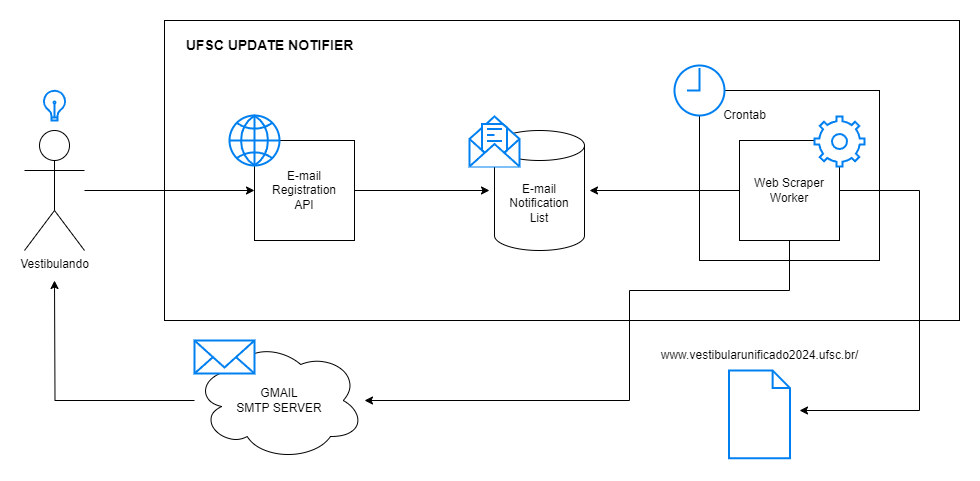 UFSC UPDATE NOTIFIER
Crontab
E-mail
Registration
API
E-mail
Notification
List
Web Scraper
Worker
Vestibulando
www.vestibularunificado2024.ufsc.br/
GMAIL
SMTP SERVER